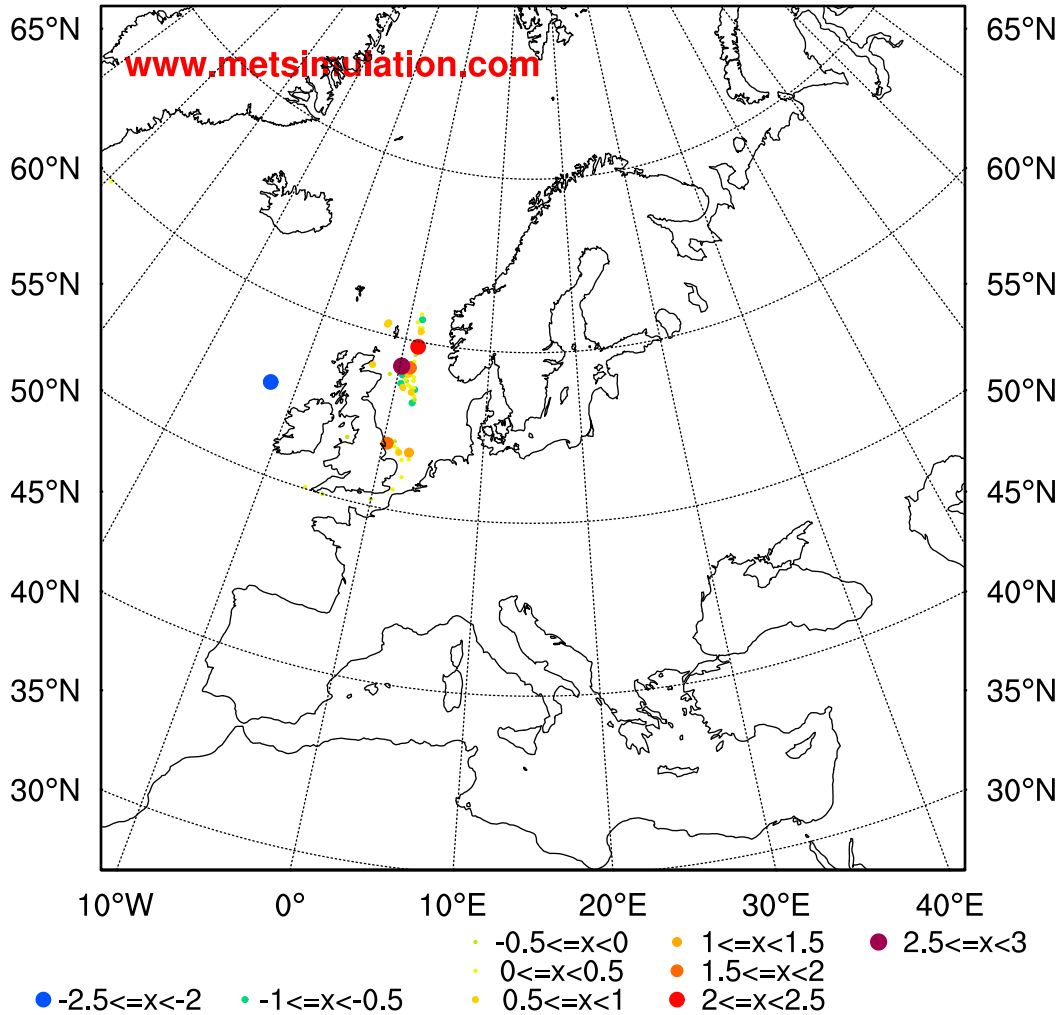 65°N 65°N
www.metsimulation.com
60°N 60°N
55°N 55°N
50°N 50°N
45°N 45°N
40°N 40°N
35°N 35°N
30°N 30°N
10°W 0° 10°E 20°E 30°E 40°E
-0.5<=x<0 1<=x<1.5 2.5<=x<3
0<=x<0.5 1.5<=x<2
-2.5<=x<-2 -1<=x<-0.5 0.5<=x<1 2<=x<2.5